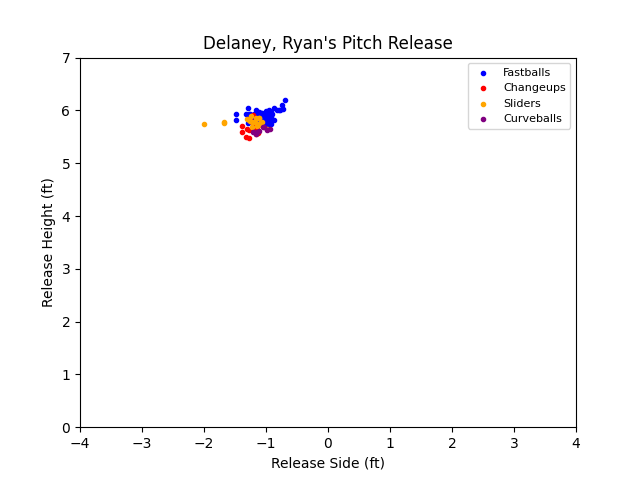 Delaney, Ryan's Pitch Release
Fastballs
Changeups
Sliders
Curveballs
7
6
5
4
3
2
1
0
Release Height (ft)
−4 −3 −2 −1 0 1 2 3 4
Release Side (ft)